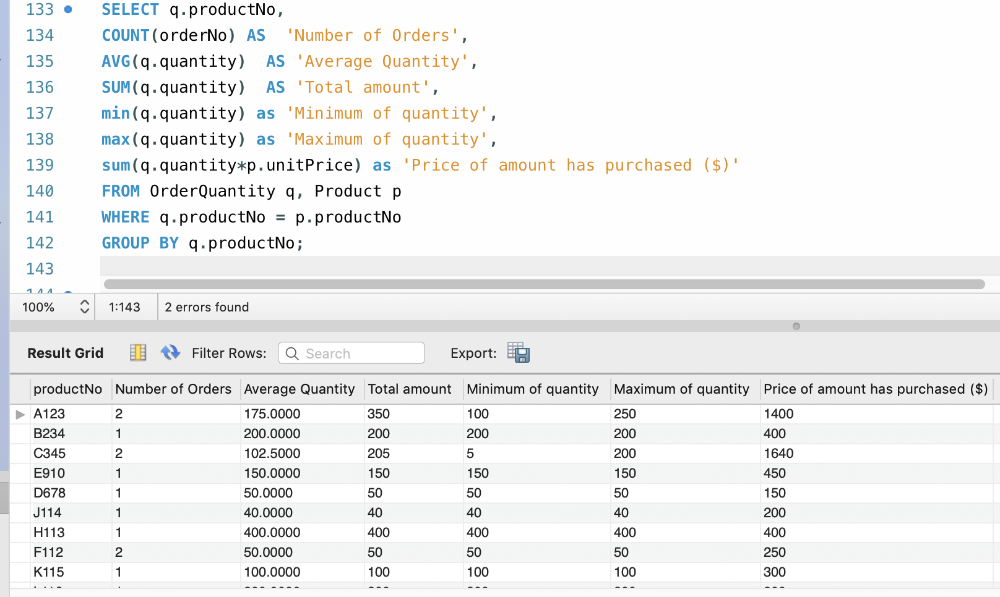 133 SELECT q.productNo,
134 COUNT(orderNo) AS  'Number of Orders',
135 AVG(q.quantity)  AS 'Average Quantity',
136 SUM(q.quantity)  AS 'Total amount',
137 min(q.quantity) as 'Minimum of quantity',
138 max(q.quantity) as 'Maximum of quantity',
139 sum(q.quantity*p.unitPrice) as 'Price of amount has purchased ($)'
140 FROM OrderQuantity q, Product p
141 WHERE q.productNo = p.productNo
142 GROUP BY q.productNo;
143
144
100% 1:143 2 errors found
Result Grid Filter Rows: Search Export:
productNo Number of Orders Average Quantity Total amount Minimum of quantity Maximum of quantity Price of amount has purchased ($)
A123 2 175.0000 350 100 250 1400
B234 1 200.0000 200 200 200 400
C345 2 102.5000 205 5 200 1640
E910 1 150.0000 150 150 150 450
D678 1 50.0000 50 50 50 150
J114 1 40.0000 40 40 40 200
H113 1 400.0000 400 400 400 400
F112 2 50.0000 50 50 50 250
K115 1 100.0000 100 100 100 300